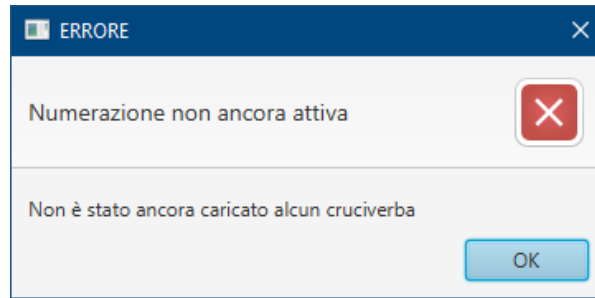 ERRORE
Numerazione non ancora attiva
Non è stato ancora caricato alcun cruciverba
OK